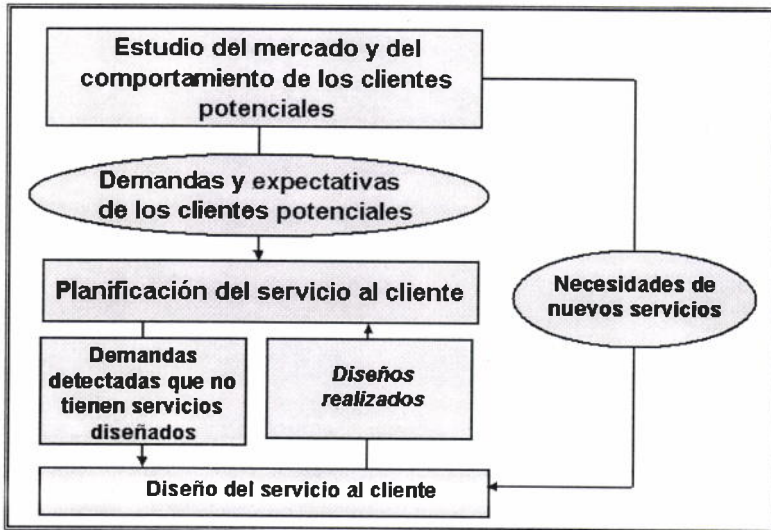 Estudio del mercado y del
comportamiento de los clientes
potenciales
Demandas y expectativas
de los clientes potenciales
Planificación del servicio al cliente
Necesidades de
nuevos servicios
Demandas
detectadas que no
tienen servicios
diseñados
Diseños
realizados
Diseño del servicio al cliente